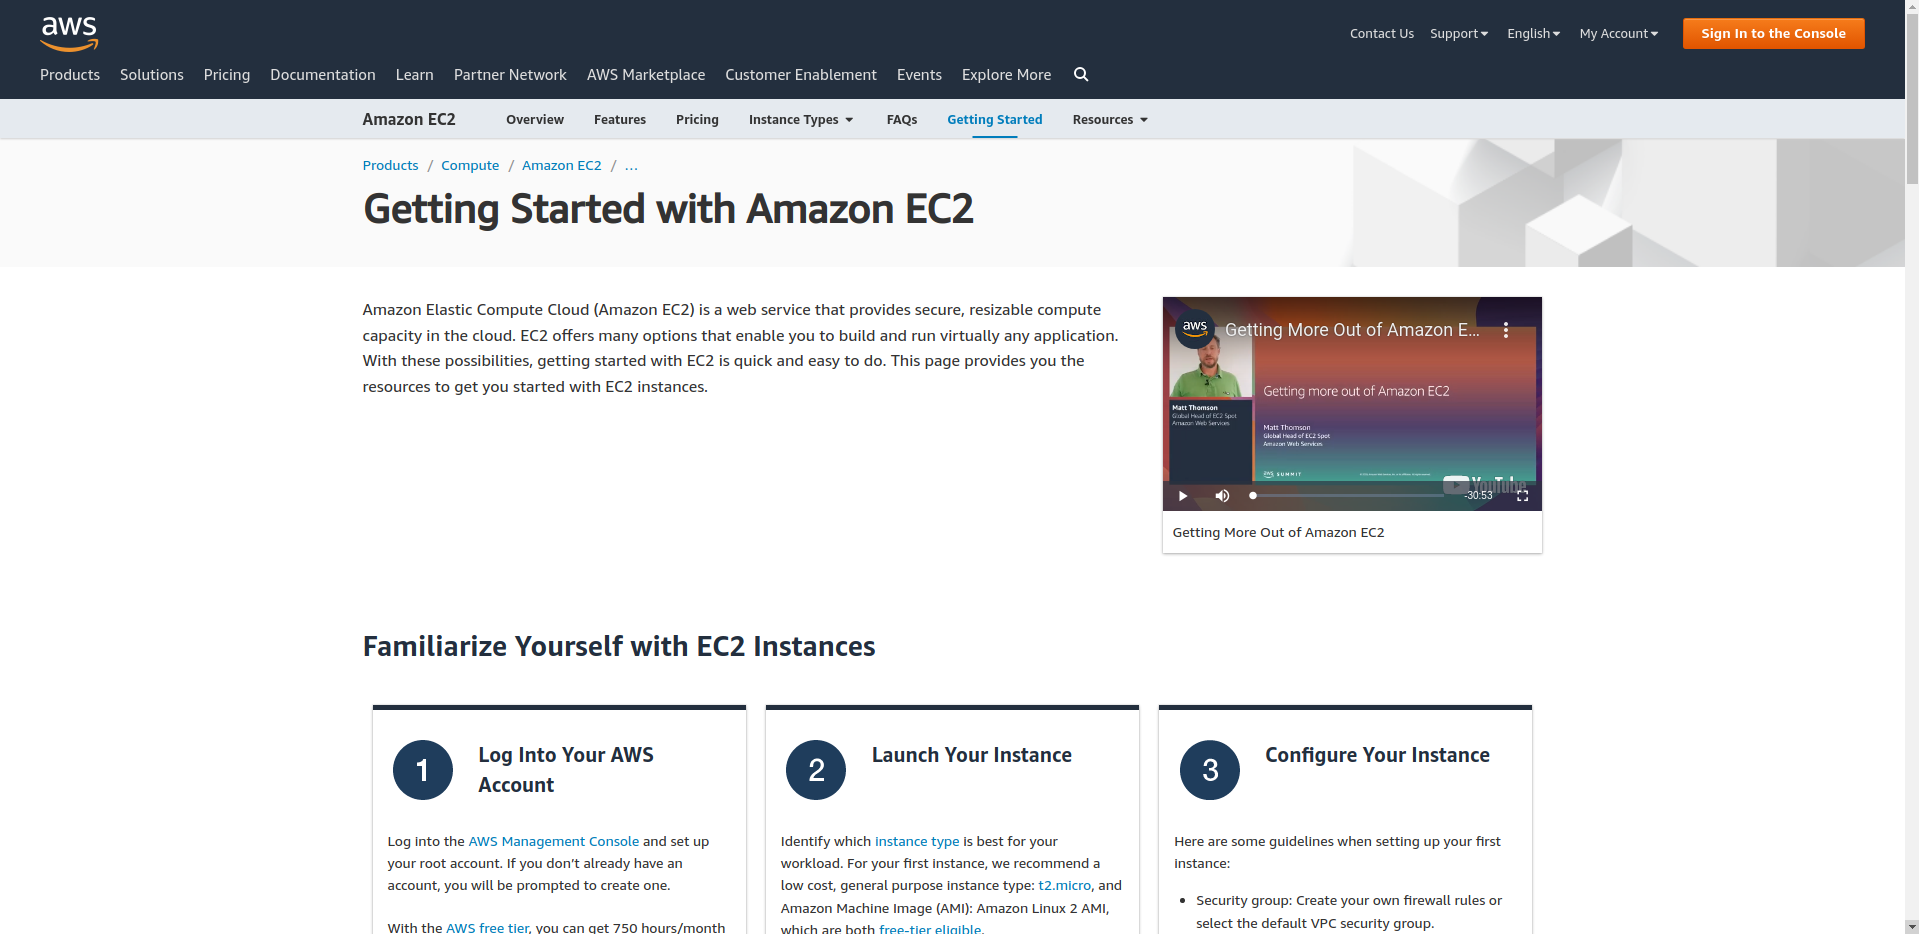 aws
Contact Us Support English My Account Sign In to the Console
Products Solutions Pricing Documentation Learn Partner Network AWS Marketplace Customer Enablement Events Explore More
Amazon EC2 Overview Features Pricing Instance Types FAQs Getting Started Resources
Products / Compute / Amazon EC2 / …
Getting Started with Amazon EC2
Amazon Elastic Compute Cloud (Amazon EC2) is a web service that provides secure, resizable compute
capacity in the cloud. EC2 offers many options that enable you to build and run virtually any application.
With these possibilities, getting started with EC2 is quick and easy to do. This page provides you the
resources to get you started with EC2 instances.
aws Getting More Out of Amazon E...
Getting more out of Amazon EC2
Matt Thomson
Global Head of EC2 Spot
Amazon Web Services
Matt Thomson
Global Head of EC2 Spot
Amazon Web Services
aws SUMMIT
YouTube
-30:53
Getting More Out of Amazon EC2
Familiarize Yourself with EC2 Instances
1
Log Into Your AWS
Account
Log into the AWS Management Console and set up
your root account. If you don’t already have an
account, you will be prompted to create one.
With the AWS free tier, you can get 750 hours/month
2
Launch Your Instance
Identify which instance type is best for your
workload. For your first instance, we recommend a
low cost, general purpose instance type: t2.micro, and
Amazon Machine Image (AMI): Amazon Linux 2 AMI,
which are both free-tier eligible.
3
Configure Your Instance
Here are some guidelines when setting up your first
instance:
• Security group: Create your own firewall rules or
select the default VPC security group.